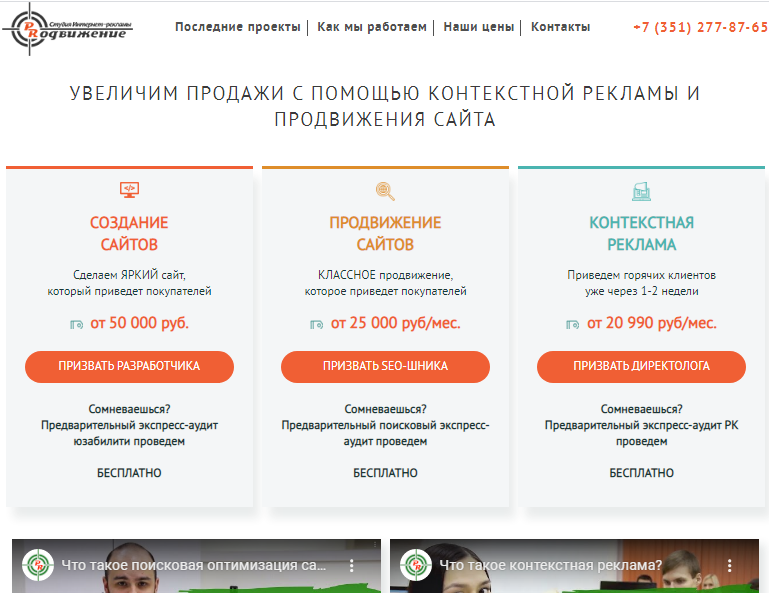 Студия Интернет-рекламы
PRодвижение
Последние проекты
Как мы работаем
Наши цены
Контакты
+7 (351) 277-87-65
УВЕЛИЧИМ ПРОДАЖИ С ПОМОЩЬЮ КОНТЕКСТНОЙ РЕКЛАМЫ И
ПРОДВИЖЕНИЯ САЙТА
СОЗДАНИЕ
САЙТОВ
Сделаем ЯРКИЙ сайт,
который приведет покупателей
от 50 000 руб.
ПРИЗВАТЬ РАЗРАБОТЧИКА
Сомневаешься?
Предварительный экспресс-аудит
юзабилити проведем
БЕСПЛАТНО
ПРОДВИЖЕНИЕ
САЙТОВ
КЛАССНОЕ продвижение,
которое приведет покупателей
от 25 000 руб/мес.
ПРИЗВАТЬ SEO-ШНИКА
Сомневаешься?
Предварительный поисковый экспресс-
аудит проведем
БЕСПЛАТНО
КОНТЕКСТНАЯ
РЕКЛАМА
Приведем горячих клиентов
уже через 1-2 недели
от 20 990 руб/мес.
ПРИЗВАТЬ ДИРЕКТОЛОГА
Сомневаешься?
Предварительный экспресс-аудит РК
проведем
БЕСПЛАТНО
PR
Что такое поисковая оптимизация са...
PR
Что такое контекстная реклама?